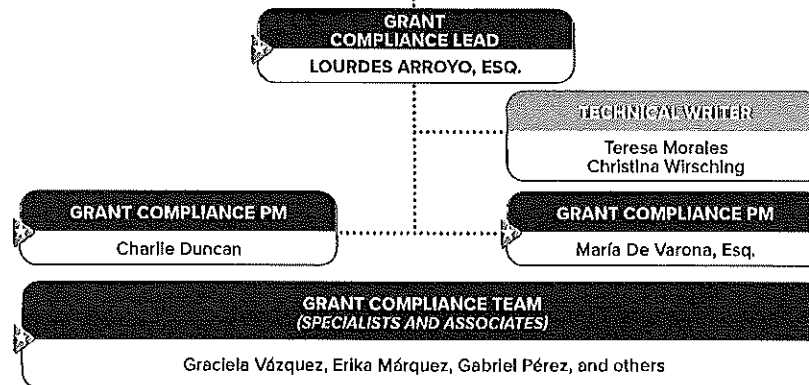 GRANT
COMPLIANCE LEAD
LOURDES ARROYO, ESQ.
TECHNICAL WRITER
Teresa Morales
Christina Wirsching
GRANT COMPLIANCE PM
Charlie Duncan
GRANT COMPLIANCE PM
María De Varona, Esq.
GRANT COMPLIANCE TEAM
(SPECIALISTS AND ASSOCIATES)
Graciela Vázquez, Erika Márquez, Gabriel Pérez, and others